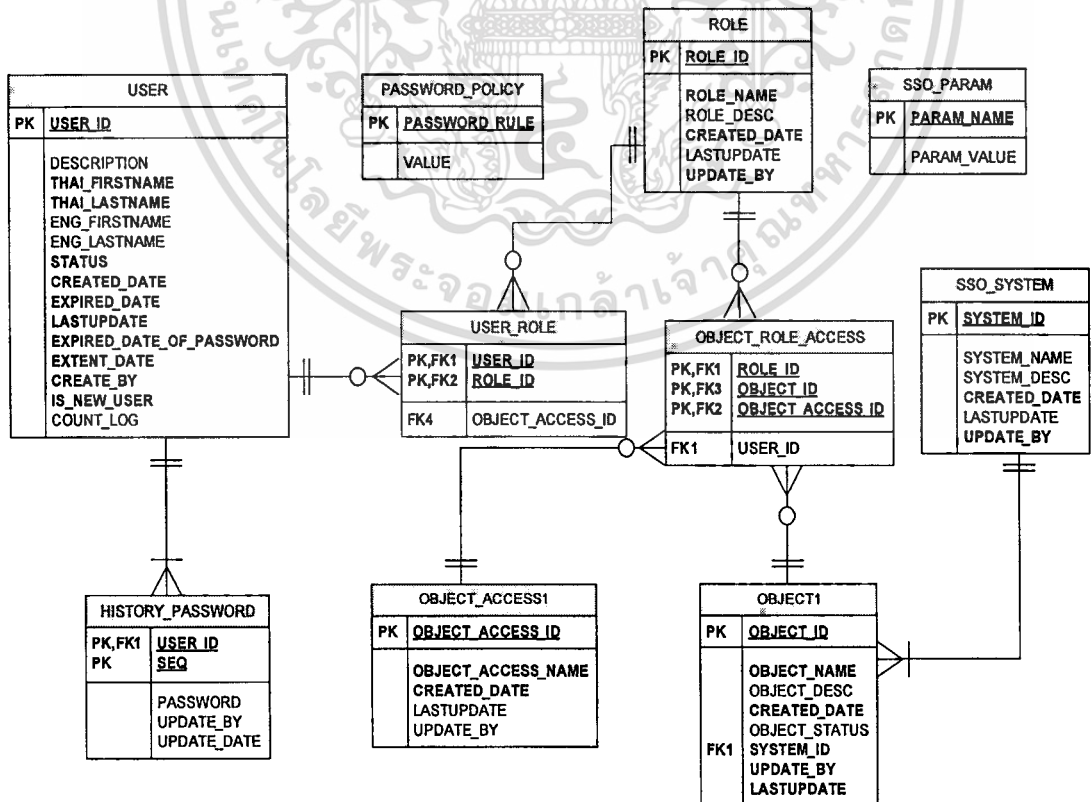 ROLE
PK ROLE_ID
ROLE_NAME
ROLE_DESC
CREATED_DATE
LASTUPDATE
UPDATE_BY
USER
PK USER_ID
DESCRIPTION
THAI_FIRSTNAME
THAI_LASTNAME
ENG_FIRSTNAME
ENG_LASTNAME
STATUS
CREATED_DATE
EXPIRED_DATE
LASTUPDATE
EXPIRED_DATE_OF_PASSWORD
EXTENT_DATE
CREATE_BY
IS_NEW_USER
COUNT_LOG
PASSWORD_POLICY
PK PASSWORD_RULE
VALUE
SSO_PARAM
PK PARAM_NAME
PARAM_VALUE
USER_ROLE
PK,FK1 USER_ID
PK,FK2 ROLE_ID
FK4 OBJECT_ACCESS_ID
OBJECT_ROLE_ACCESS
PK,FK1 ROLE_ID
PK,FK3 OBJECT_ID
PK,FK2 OBJECT_ACCESS_ID
FK1 USER_ID
SSO_SYSTEM
PK SYSTEM_ID
SYSTEM_NAME
SYSTEM_DESC
CREATED_DATE
LASTUPDATE
UPDATE_BY
HISTORY_PASSWORD
PK,FK1 USER_ID
PK SEQ
PASSWORD
UPDATE_BY
UPDATE_DATE
OBJECT_ACCESS1
PK OBJECT_ACCESS_ID
OBJECT_ACCESS_NAME
CREATED_DATE
LASTUPDATE
UPDATE_BY
OBJECT1
PK OBJECT_ID
OBJECT_NAME
OBJECT_DESC
CREATED_DATE
OBJECT_STATUS
FK1 SYSTEM_ID
UPDATE_BY
LASTUPDATE